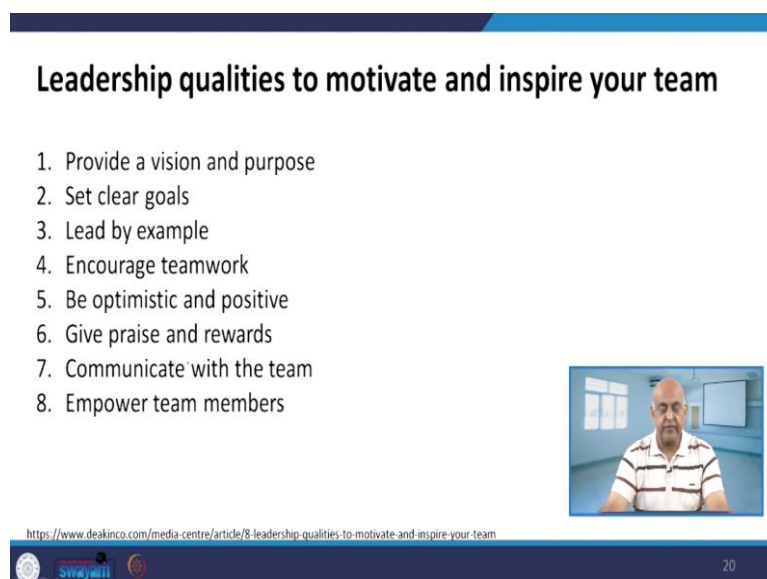 Leadership qualities to motivate and inspire your team
1. Provide a vision and purpose
2. Set clear goals
3. Lead by example
4. Encourage teamwork
5. Be optimistic and positive
6. Give praise and rewards
7. Communicate with the team
8. Empower team members
https://www.deakinco.com/media-centre/article/8-leadership-qualities-to-motivate-and-inspire-your-team
swayam
20